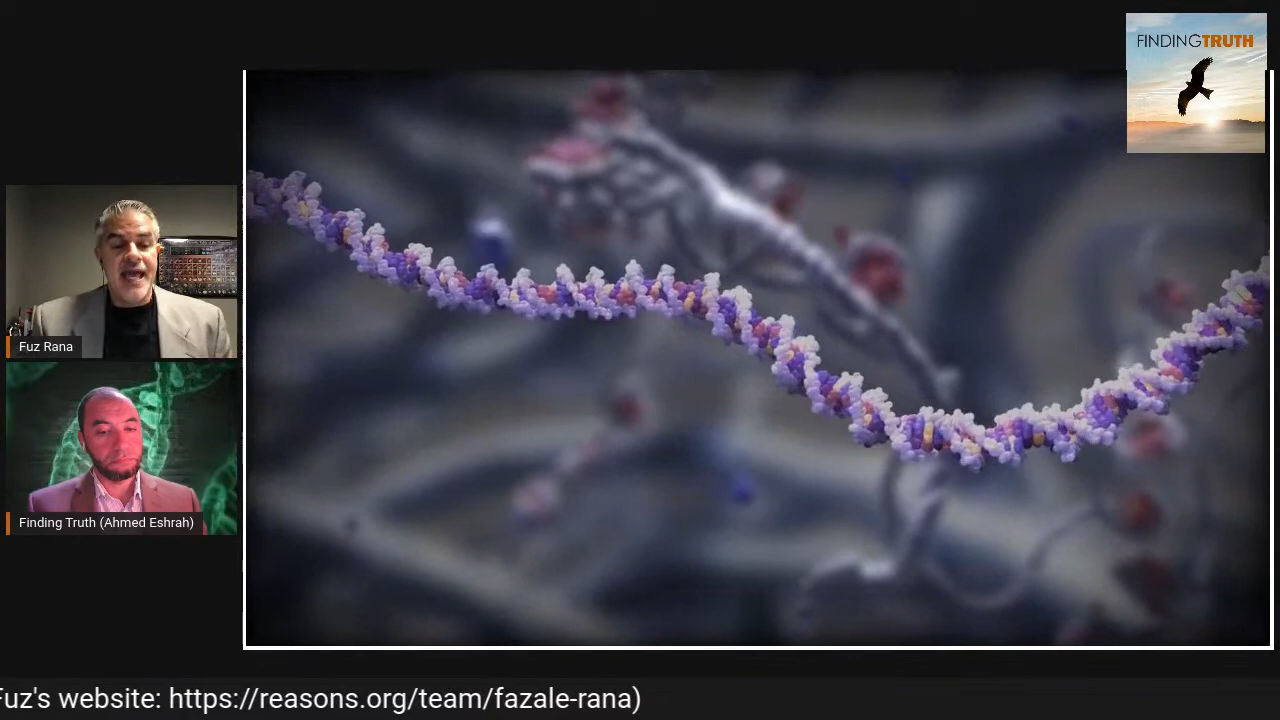 FINDINGTRUTH
Fuz Rana
Finding Truth (Ahmed Eshrah)
Fuz's website: https://reasons.org/team/fazale-rana)